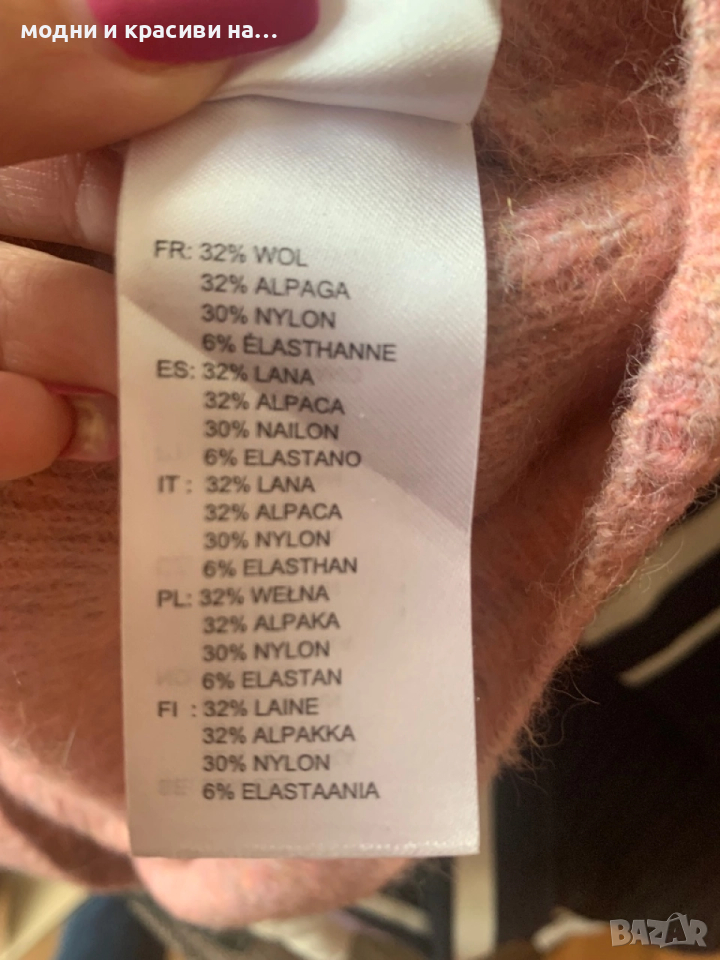 модни и красиви на...
FR: 32% WOL
32% ALPAGA
30% NYLON
6% ÉLASTHANNE
ES: 32% LANA
32% ALPACA
30% NAILON
6% ELASTANO
IT : 32% LANA
32% ALPACA
30% NYLON
6% ELASTHAN
PL: 32% WEŁNA
32% ALPAKA
30% NYLON
6% ELASTAN
FI : 32% LAINE
32% ALPAKKA
30% NYLON
6% ELASTAANIA
BAZAR